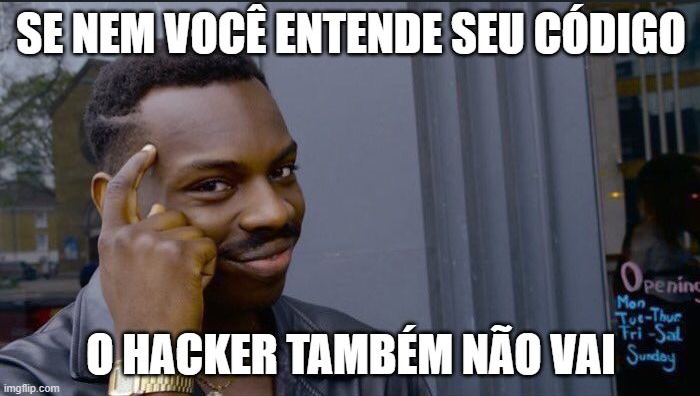 SE NEM VOCÊ ENTENDE SEU CÓDIGO
Opening
Mon
Tue-Thur
Fri-Sat
Sunday
O HACKER TAMBÉM NÃO VAI
imgflip.com